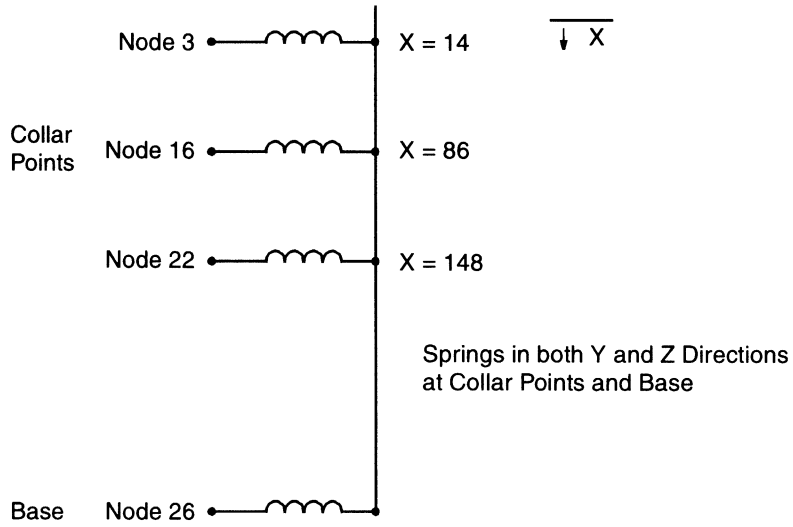 Node 3
X = 14
X
Collar
Points
Node 16
X = 86
Node 22
X = 148
Springs in both Y and Z Directions
at Collar Points and Base
Base
Node 26